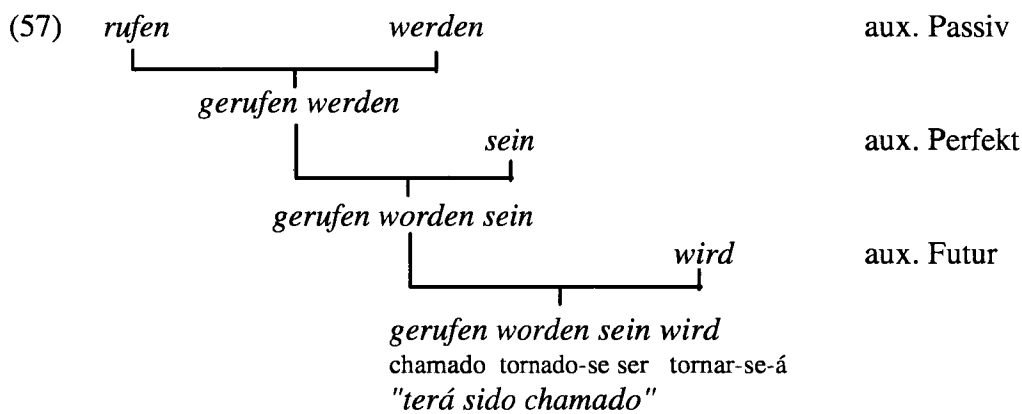 (57) rufen werden aux. Passiv
gerufen werden
sein aux. Perfekt
gerufen worden sein
wird aux. Futur
gerufen worden sein wird
chamado tornado-se ser tornar-se-á
"terá sido chamado"